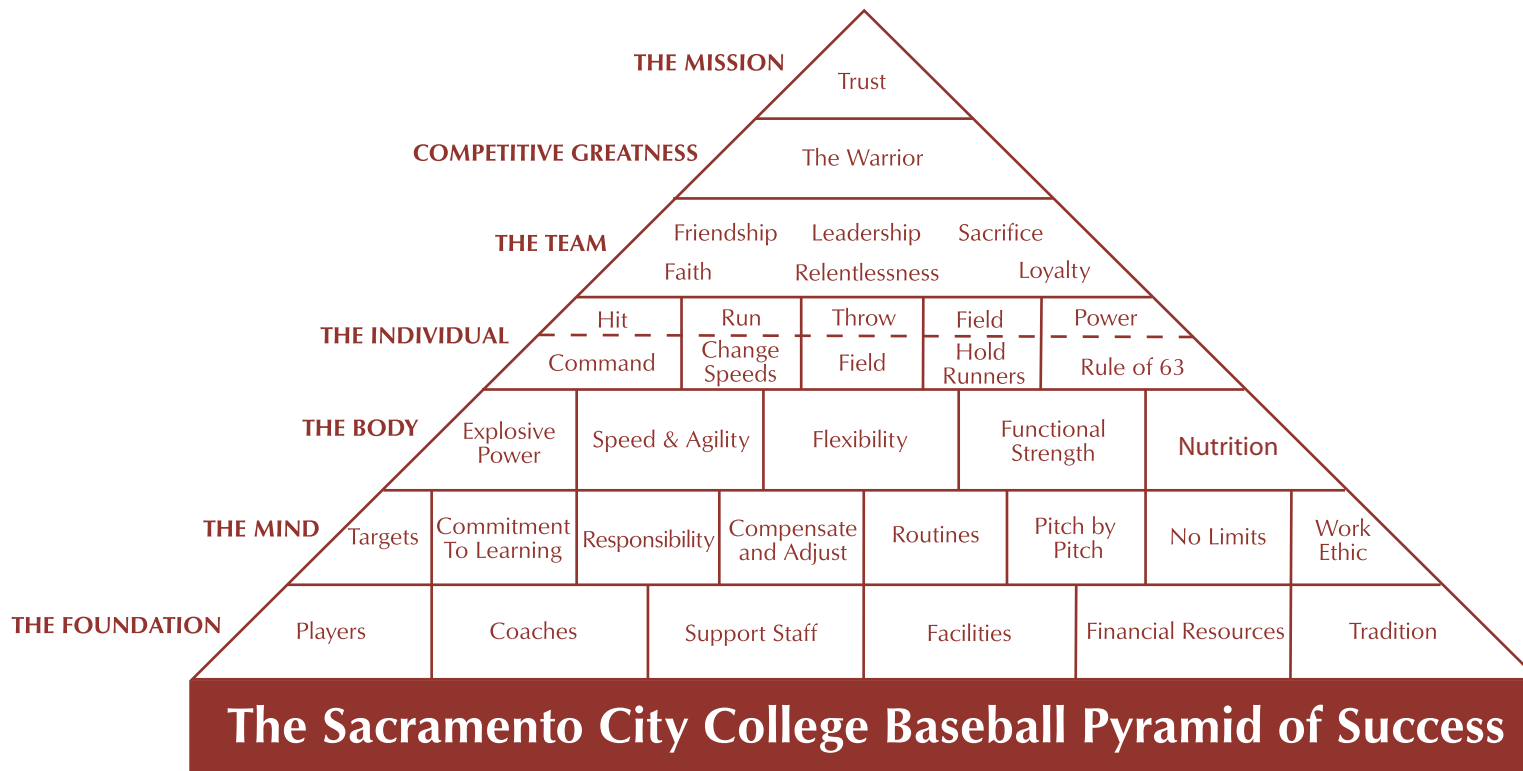 THE MISSION
Trust
COMPETITIVE GREATNESS
The Warrior
THE TEAM
Friendship Leadership Sacrifice
Faith Relentlessness Loyalty
THE INDIVIDUAL
Hit Run Throw Field Power
Command
Change
Speeds
Field
Hold
Runners
Rule of 63
THE BODY
Explosive
Power
Speed & Agility
Flexibility
Functional
Strength
Nutrition
THE MIND
Targets
Commitment
To Learning
Responsibility
Compensate
and Adjust
Routines
Pitch by
Pitch
No Limits
Work
Ethic
THE FOUNDATION
Players
Coaches
Support Staff
Facilities
Financial Resources
Tradition
The Sacramento City College Baseball Pyramid of Success